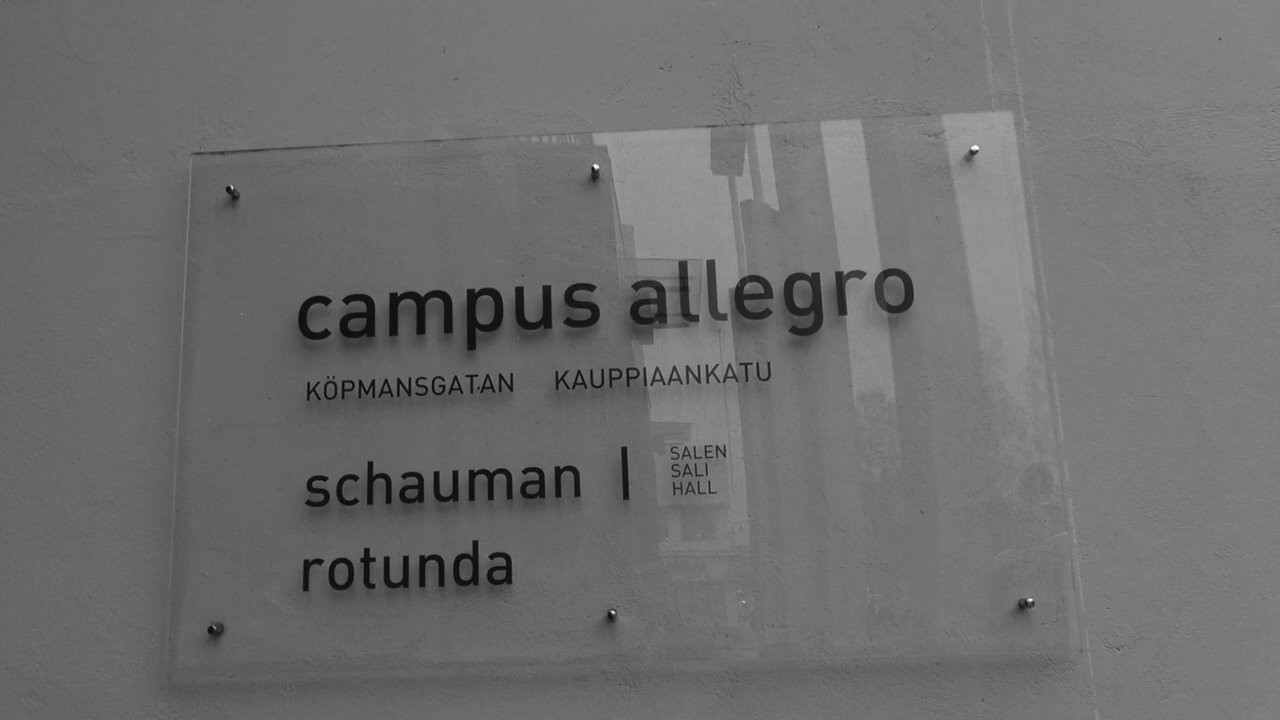 campus allegro
KÖPMANSGATAN KAUPPIAANKATU
schauman |
SALEN
SALI
HALL
rotunda